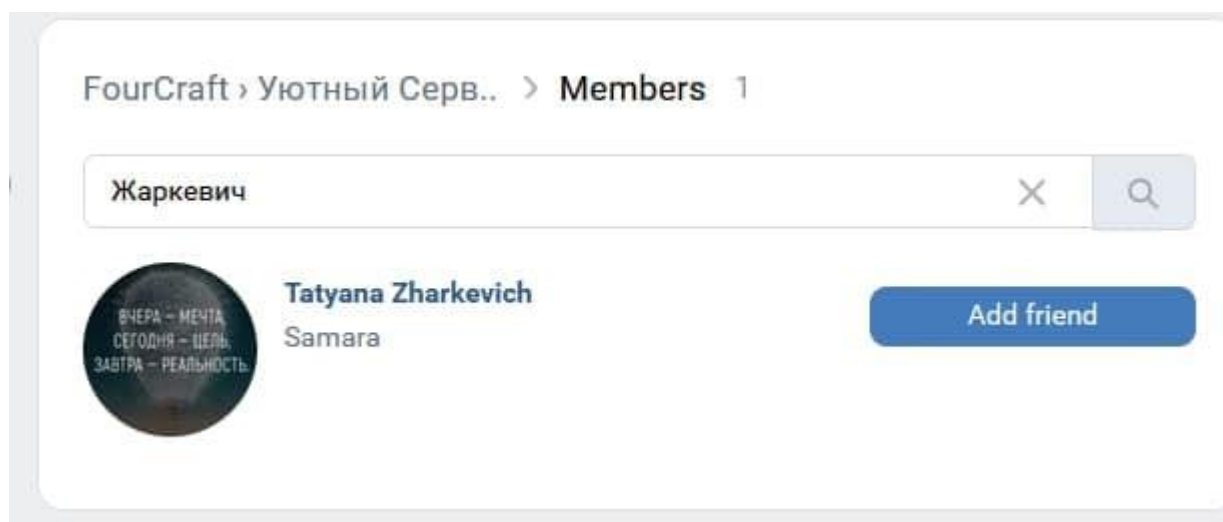 FourCraft › Уютный Серв.. > Members 1
Жаркевич
Tatyana Zharkevich
Samara
Add friend
ВЧЕРА – МЕЧТА,
СЕГОДНЯ – ЦЕЛЬ,
ЗАВТРА – РЕАЛЬНОСТЬ.